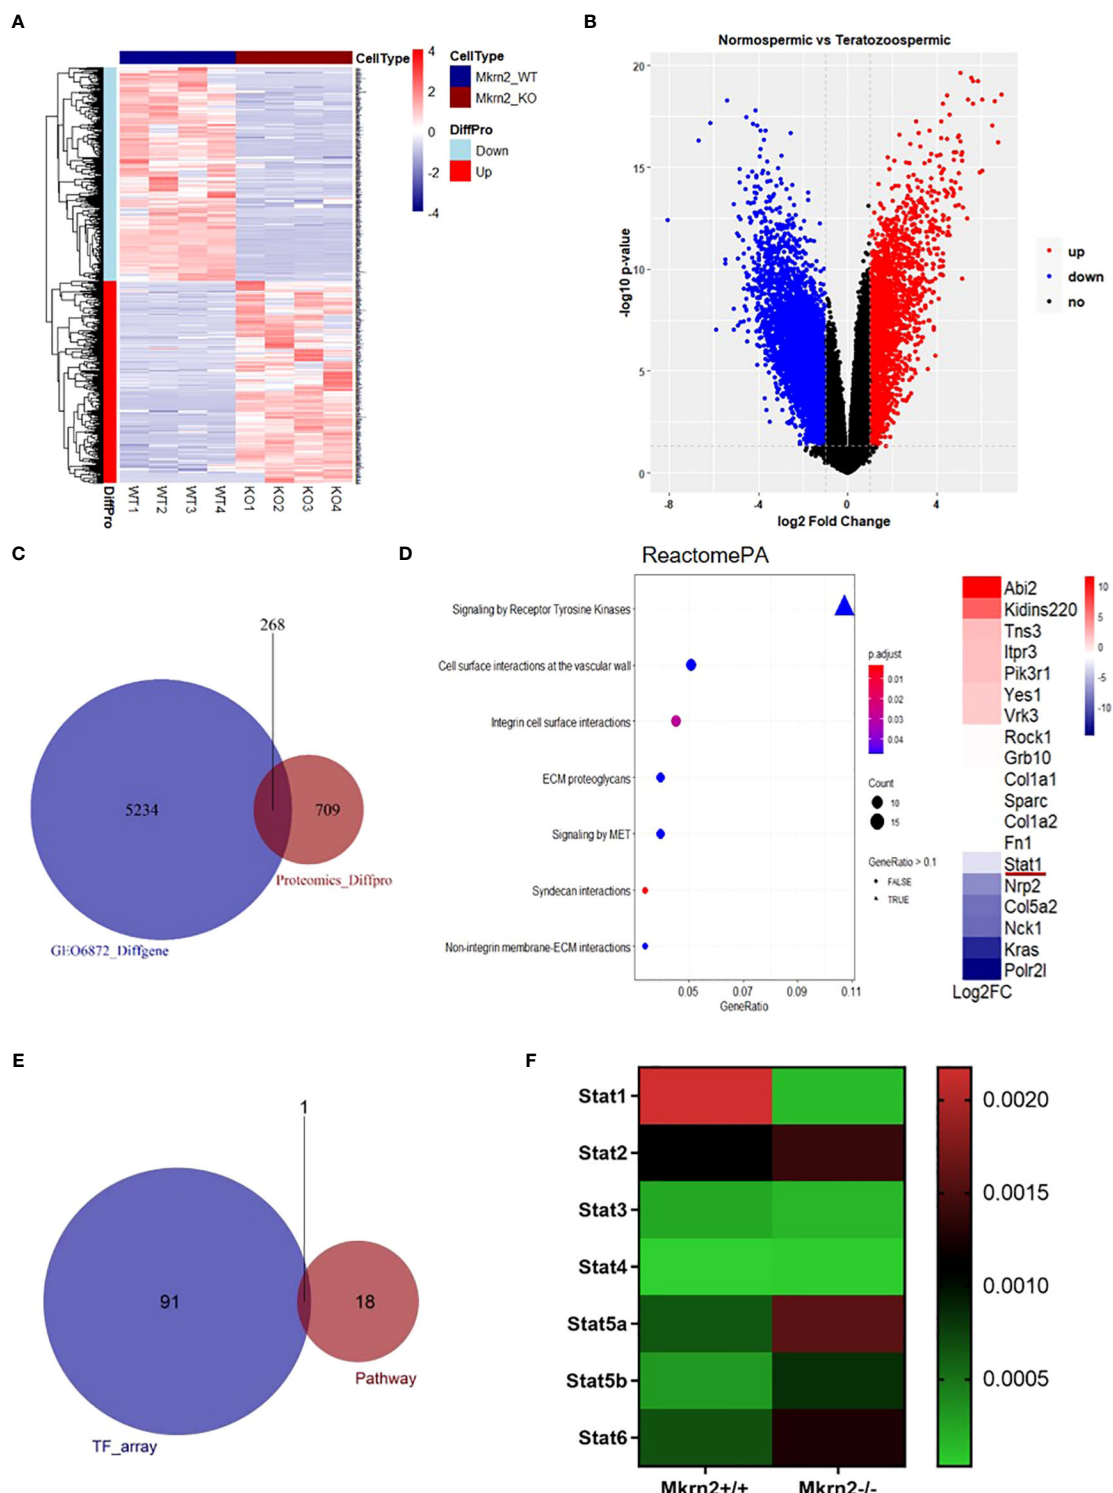 A
CellType
4
2
0
-2
-4
CellType
Mkrn2_WT
Mkrn2_KO
DiffPro
Down
Up
DiffPro
WT1
WT2
WT3
WT4
KO1
KO2
KO3
KO4
B
Normospermic vs Teratozoospermic
-log10 p-value
20
15
10
5
0
-8
-4
0
4
log2 Fold Change
up
down
no
C
268
5234
709
Proteomics_Diffpro
GEO6872_Diffgene
D
ReactomePA
Signaling by Receptor Tyrosine Kinases
Cell surface interactions at the vascular wall
Integrin cell surface interactions
ECM proteoglycans
Signaling by MET
Syndecan interactions
Non-integrin membrane-ECM interactions
0.05
0.07
0.09
0.11
GeneRatio
p.adjust
0.01
0.02
0.03
0.04
Count
10
15
GeneRatio > 0.1
FALSE
TRUE
Abi2
Kidins220
Tns3
Itpr3
Pik3r1
Yes1
Vrk3
Rock1
Grb10
Col1a1
Sparc
Col1a2
Fn1
Stat1
Nrp2
Col5a2
Nck1
Kras
Polr2l
Log2FC
10
5
0
-5
-10
E
1
91
18
Pathway
TF_array
F
Stat1
Stat2
Stat3
Stat4
Stat5a
Stat5b
Stat6
Mkrn2+/+
Mkrn2-/-
0.0020
0.0015
0.0010
0.0005